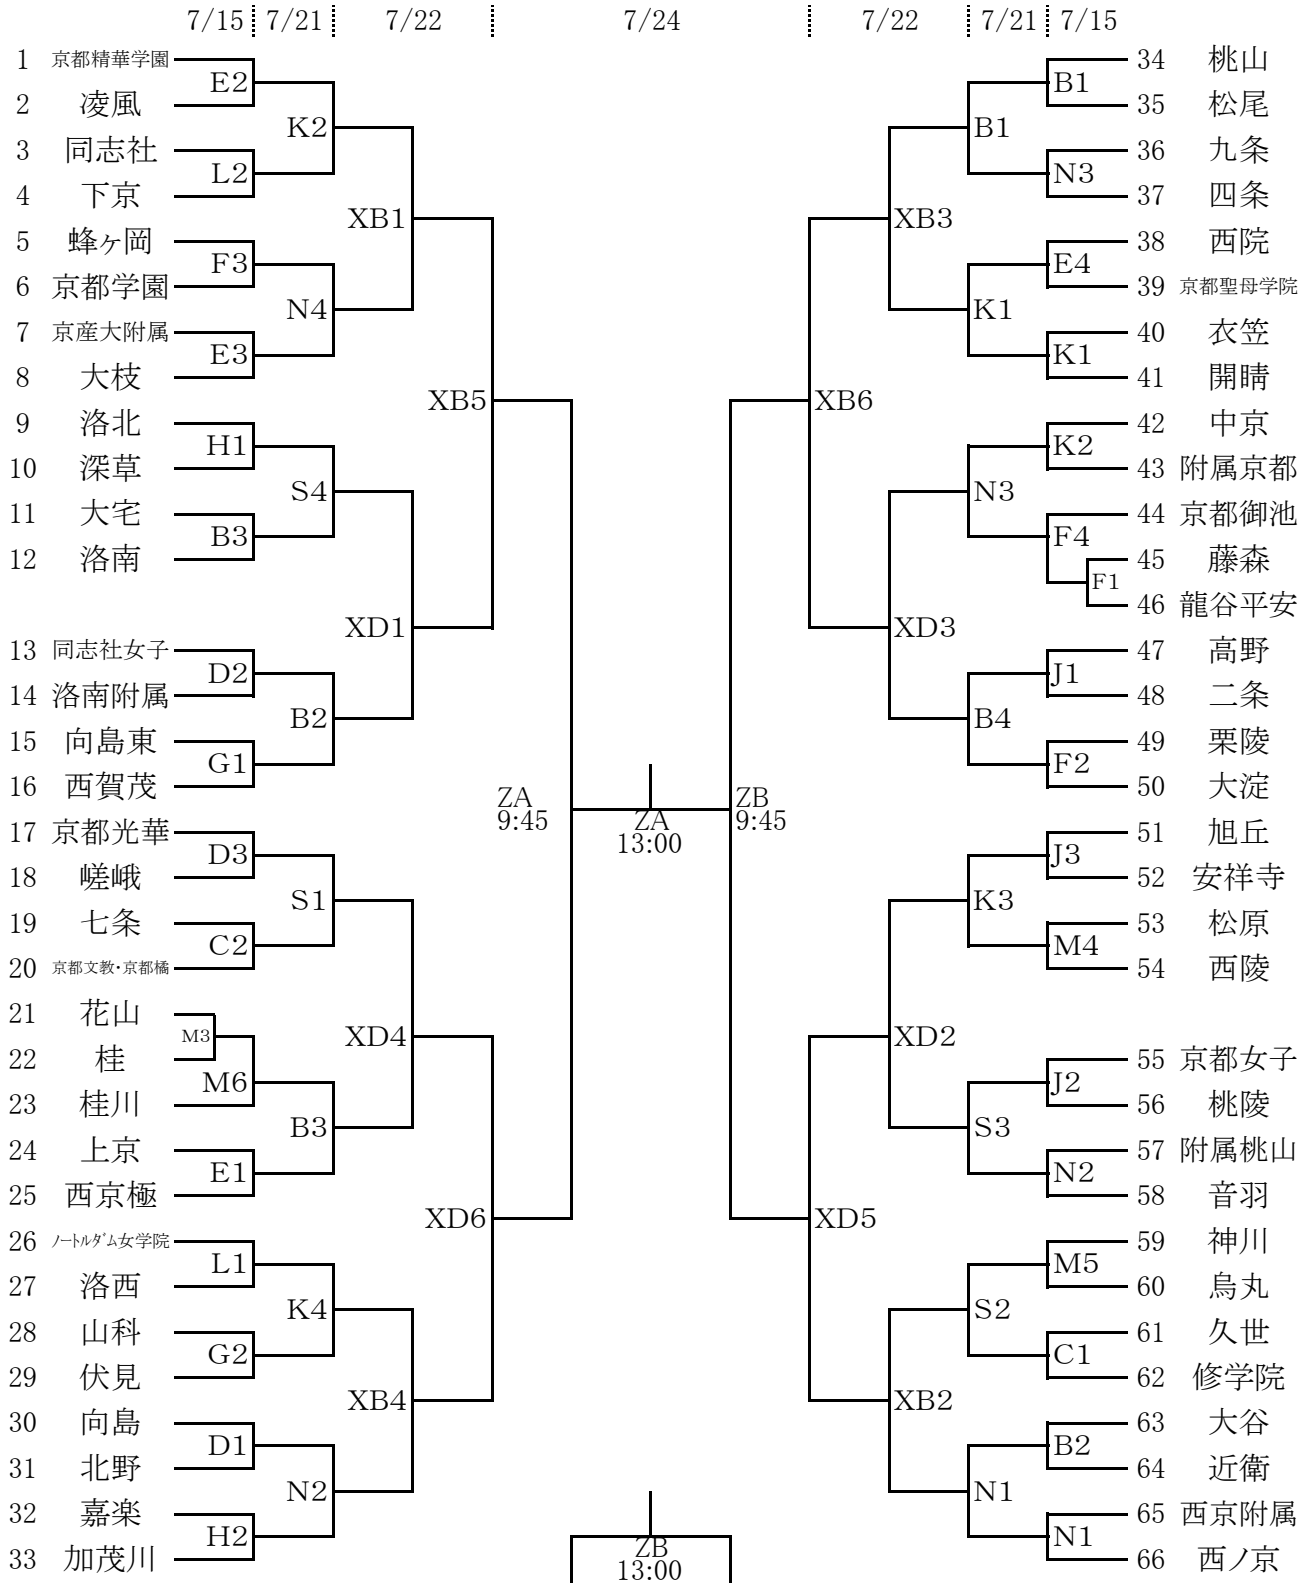 7/15 7/21 7/22 7/24 7/22 7/21 7/15
1 京都精華学園 34 桃山
E2 B1
2 凌風 35 松尾
K2 B1
3 同志社 36 九条
L2 N3
4 下京 37 四条
XB1 XB3
5 蜂ヶ岡 38 西院
F3 E4
6 京都学園 39 京都聖母学院
N4 K1
7 京産大附属 40 衣笠
E3 K1
8 大枝 41 開晴
XB5 XB6
9 洛北 42 中京
H1 K2
10 深草 43 附属京都
S4 N3
11 大宅 44 京都御池
B3 F4
12 洛南 45 藤森
F1
46 龍谷平安
XD1 XD3
13 同志社女子 47 高野
D2 J1
14 洛南附属 48 二条
B2 B4
15 向島東 49 栗陵
G1 F2
16 西賀茂 50 大淀
ZA ZB
9:45 ZA 9:45
13:00
17 京都光華 51 旭丘
D3 J3
18 嵯峨 52 安祥寺
S1 K3
19 七条 53 松原
C2 M4
20 京都文教・京都橘 54 西陵
21 花山
M3 XD4 XD2
22 桂 55 京都女子
M6 J2
23 桂川 56 桃陵
B3 S3
24 上京 57 附属桃山
E1 N2
25 西京極 58 音羽
XD6 XD5
26 ノートルダム女学院 59 神川
L1 M5
27 洛西 60 烏丸
K4 S2
28 山科 61 久世
G2 C1
29 伏見 62 修学院
XB4 XB2
30 向島 63 大谷
D1 B2
31 北野 64 近衛
N2 N1
32 嘉楽 65 西京附属
H2 N1
33 加茂川 66 西ノ京
ZB
13:00